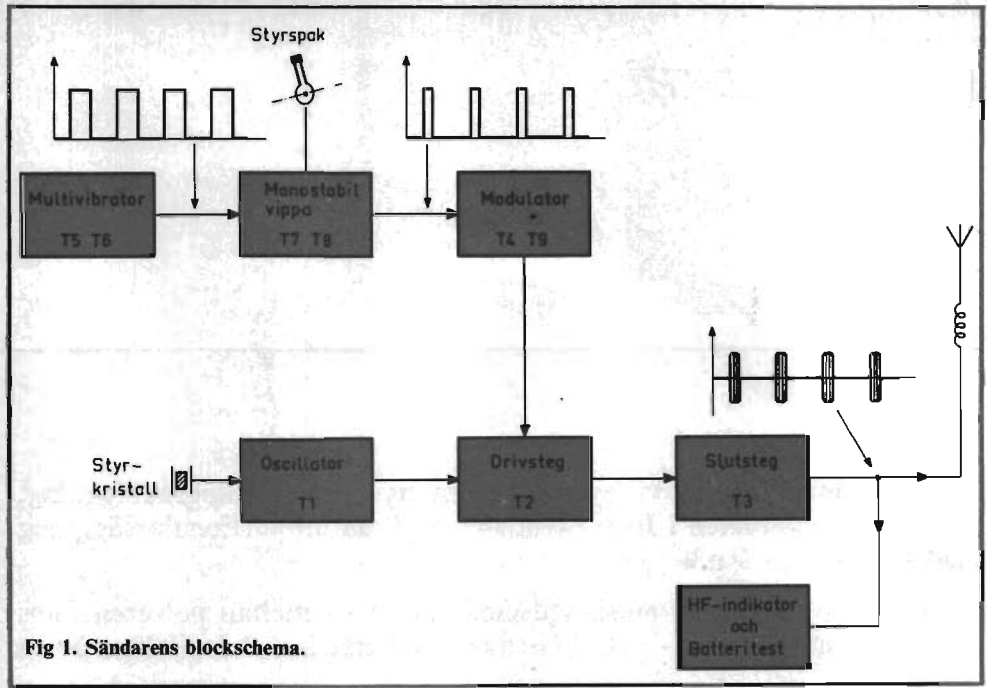 Styrspak
Multivibrator
T5 T6
Monostabil
vippa
T7 T8
Modulator
T4 T9
Styr-
kristall
Oscillator
T1
Drivsteg
T2
Slutsteg
T3
HF-indikator
och
Batteritest
Fig 1. Sändarens blockschema.